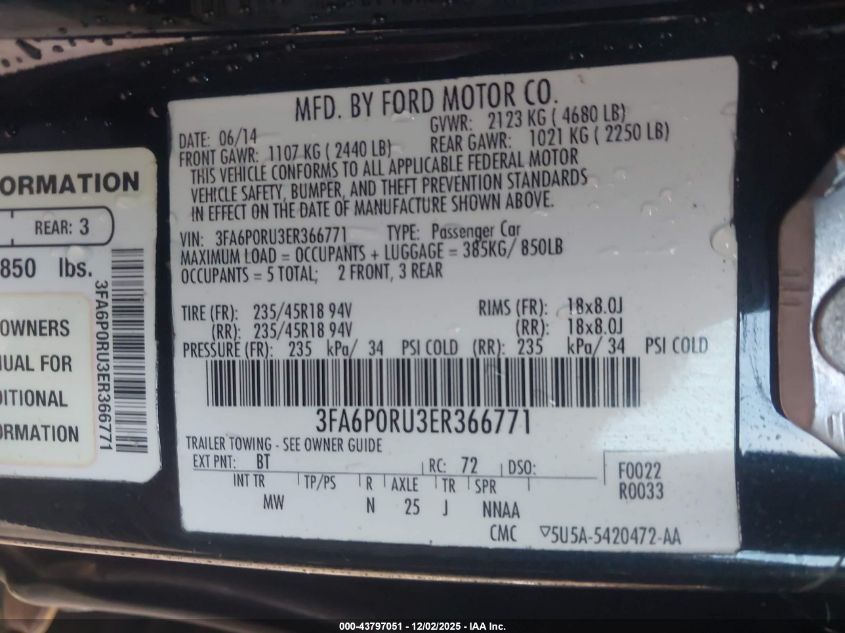 MFD. BY FORD MOTOR CO.
DATE: 06/14 GVWR: 2123 KG ( 4680 LB)
FRONT GAWR: 1107 KG ( 2440 LB) REAR GAWR: 1021 KG ( 2250 LB)
THIS VEHICLE CONFORMS TO ALL APPLICABLE FEDERAL MOTOR
VEHICLE SAFETY, BUMPER, AND THEFT PREVENTION STANDARDS
IN EFFECT ON THE DATE OF MANUFACTURE SHOWN ABOVE.
VIN: 3FA6P0RU3ER366771 TYPE: Passenger Car
MAXIMUM LOAD = OCCUPANTS + LUGGAGE = 385KG/ 850LB
OCCUPANTS = 5 TOTAL; 2 FRONT, 3 REAR
TIRE (FR): 235/45R18 94V RIMS (FR): 18x8.0J
(RR): 235/45R18 94V (RR): 18x8.0J
PRESSURE (FR): 235 kPa/ 34 PSI COLD (RR): 235 kPa/ 34 PSI COLD
3FA6P0RU3ER366771
TRAILER TOWING - SEE OWNER GUIDE
EXT PNT: BT RC: 72 DSO:
INT TR TP/PS R AXLE TR SPR
MW N 25 J NNAA
F0022
R0033
CMC ▽5U5A-5420472-AA
ORMATION
REAR: 3
850 lbs.
OWNERS
NUAL FOR
DITIONAL
ORMATION
3FA6P0RU3ER366771
000-43797051 - 12/02/2025 - IAA Inc.